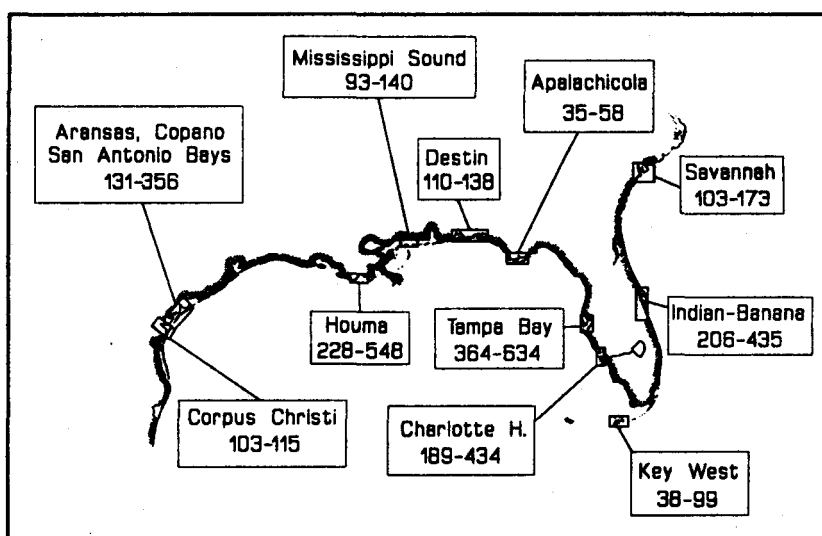 Mississippi Sound
93-140
Apalachicola
35-58
Aransas, Copano
San Antonio Bays
131-356
Destin
110-138
Savannah
103-173
Houma
228-548
Tampa Bay
364-634
Indian-Banana
206-435
Corpus Christi
103-115
Charlotte H.
189-434
Key West
38-99